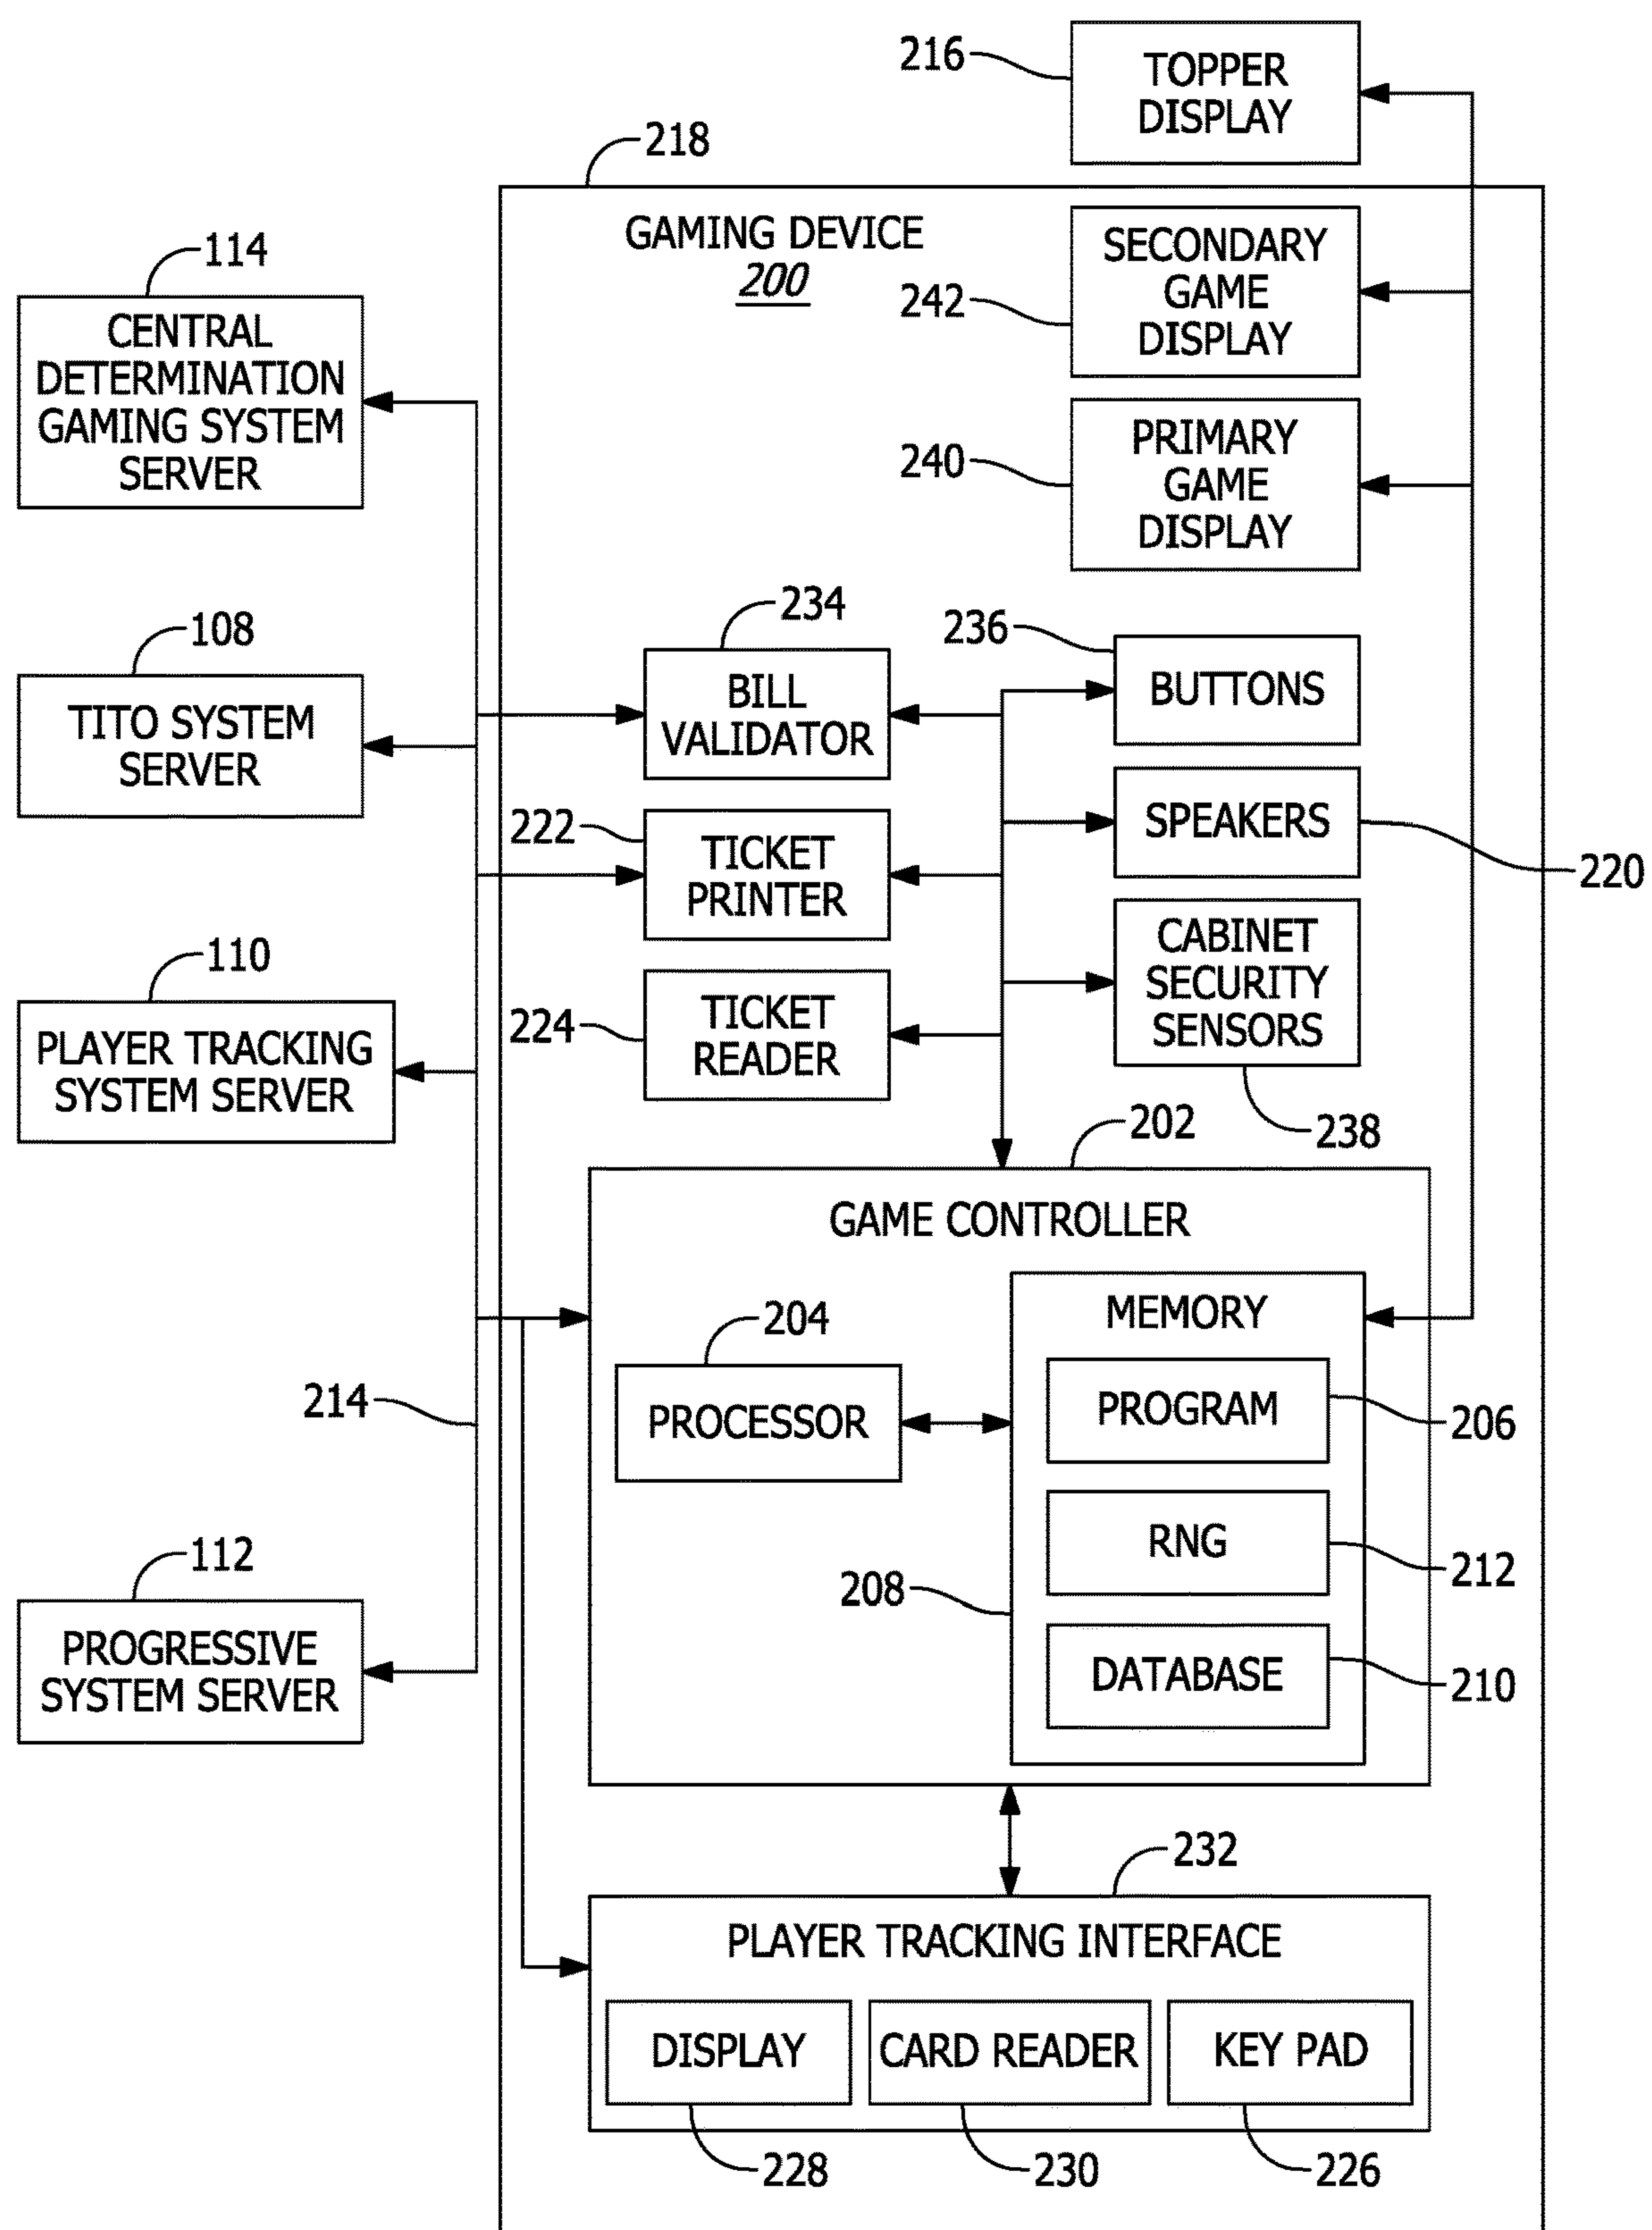 216
TOPPER
DISPLAY
218
GAMING DEVICE
200
SECONDARY
GAME
DISPLAY
242
114
CENTRAL
DETERMINATION
GAMING SYSTEM
SERVER
PRIMARY
GAME
DISPLAY
240
108
TITO SYSTEM
SERVER
234
BILL
VALIDATOR
236
BUTTONS
222
TICKET
PRINTER
SPEAKERS
220
110
PLAYER TRACKING
SYSTEM SERVER
224
TICKET
READER
CABINET
SECURITY
SENSORS
238
202
GAME CONTROLLER
204
PROCESSOR
MEMORY
PROGRAM
206
214
RNG
212
208
DATABASE
210
112
PROGRESSIVE
SYSTEM SERVER
232
PLAYER TRACKING INTERFACE
DISPLAY
CARD READER
KEY PAD
228
230
226